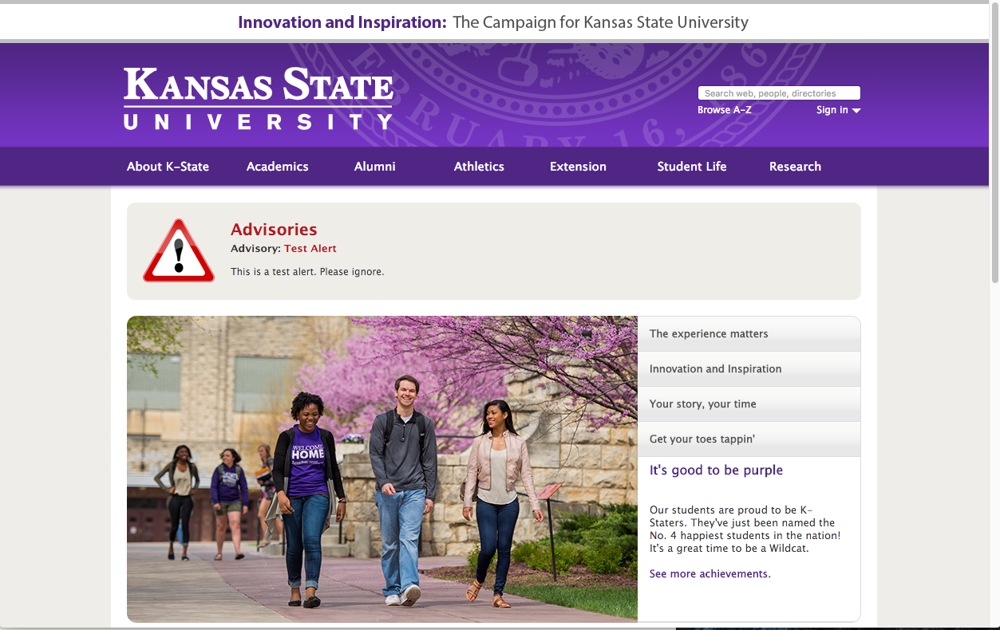 Innovation and Inspiration: The Campaign for Kansas State University
KANSAS STATE
UNIVERSITY
FEBRUARY 16, 186
Search web, people, directories
Browse A-Z
Sign in
About K-State
Academics
Alumni
Athletics
Extension
Student Life
Research
Advisories
Advisory: Test Alert
This is a test alert. Please ignore.
WELCOME
HOME
The experience matters
Innovation and Inspiration
Your story, your time
Get your toes tappin'
It's good to be purple
Our students are proud to be K-
Staters. They've just been named the
No. 4 happiest students in the nation!
It's a great time to be a Wildcat.
See more achievements.